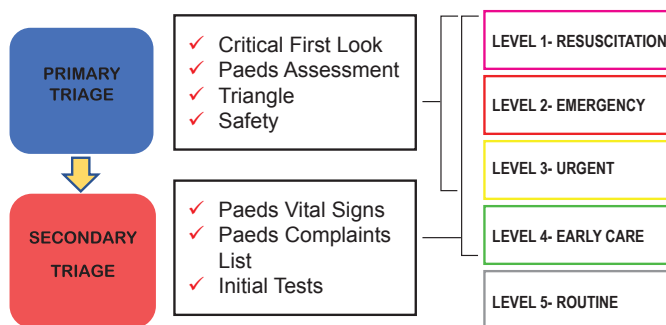 PRIMARY
TRIAGE
✓ Critical First Look
✓ Paeds Assessment
✓ Triangle
✓ Safety
SECONDARY
TRIAGE
✓ Paeds Vital Signs
✓ Paeds Complaints
List
✓ Initial Tests
LEVEL 1- RESUSCITATION
LEVEL 2- EMERGENCY
LEVEL 3- URGENT
LEVEL 4- EARLY CARE
LEVEL 5- ROUTINE